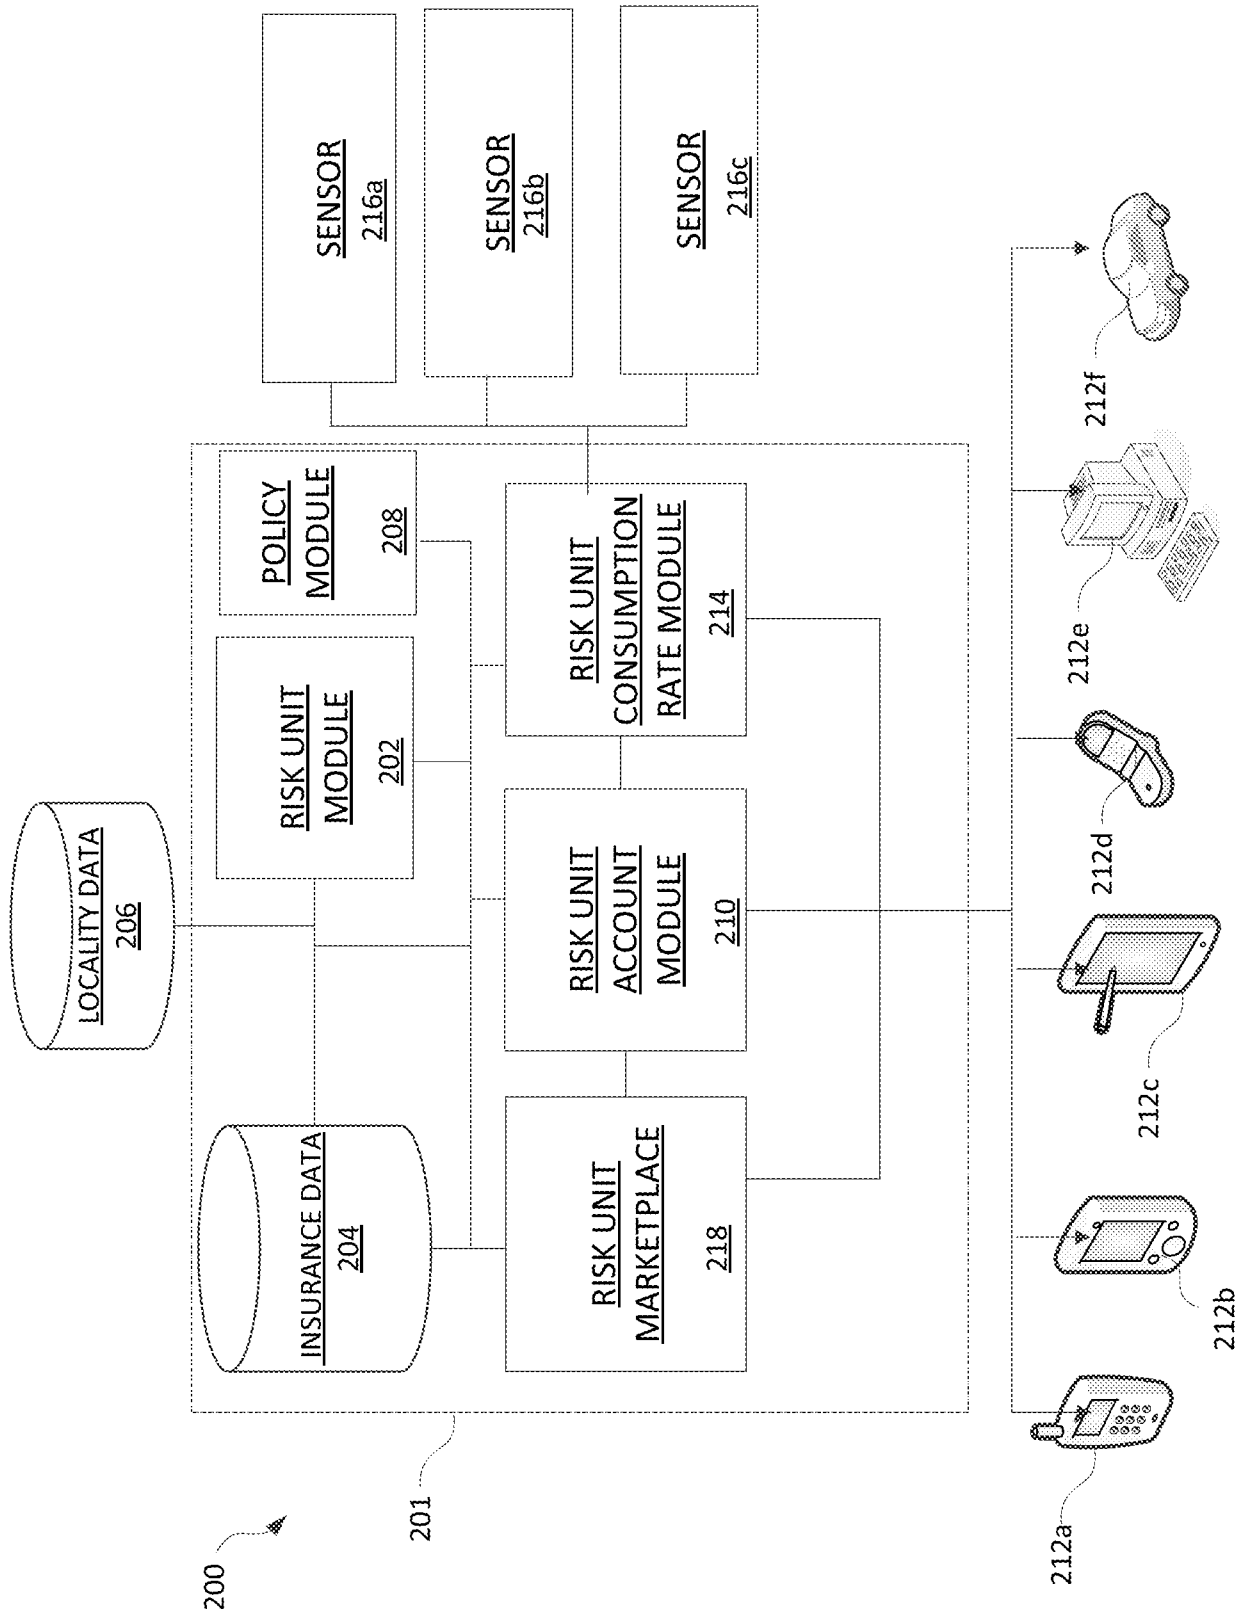 200
201
LOCALITY DATA
206
INSURANCE DATA
204
RISK UNIT
MODULE
202
POLICY
MODULE
208
RISK UNIT
MARKETPLACE
218
RISK UNIT
ACCOUNT
MODULE
210
RISK UNIT
CONSUMPTION
RATE MODULE
214
SENSOR
216a
SENSOR
216b
SENSOR
216c
212a
212b
212c
212d
212e
212f